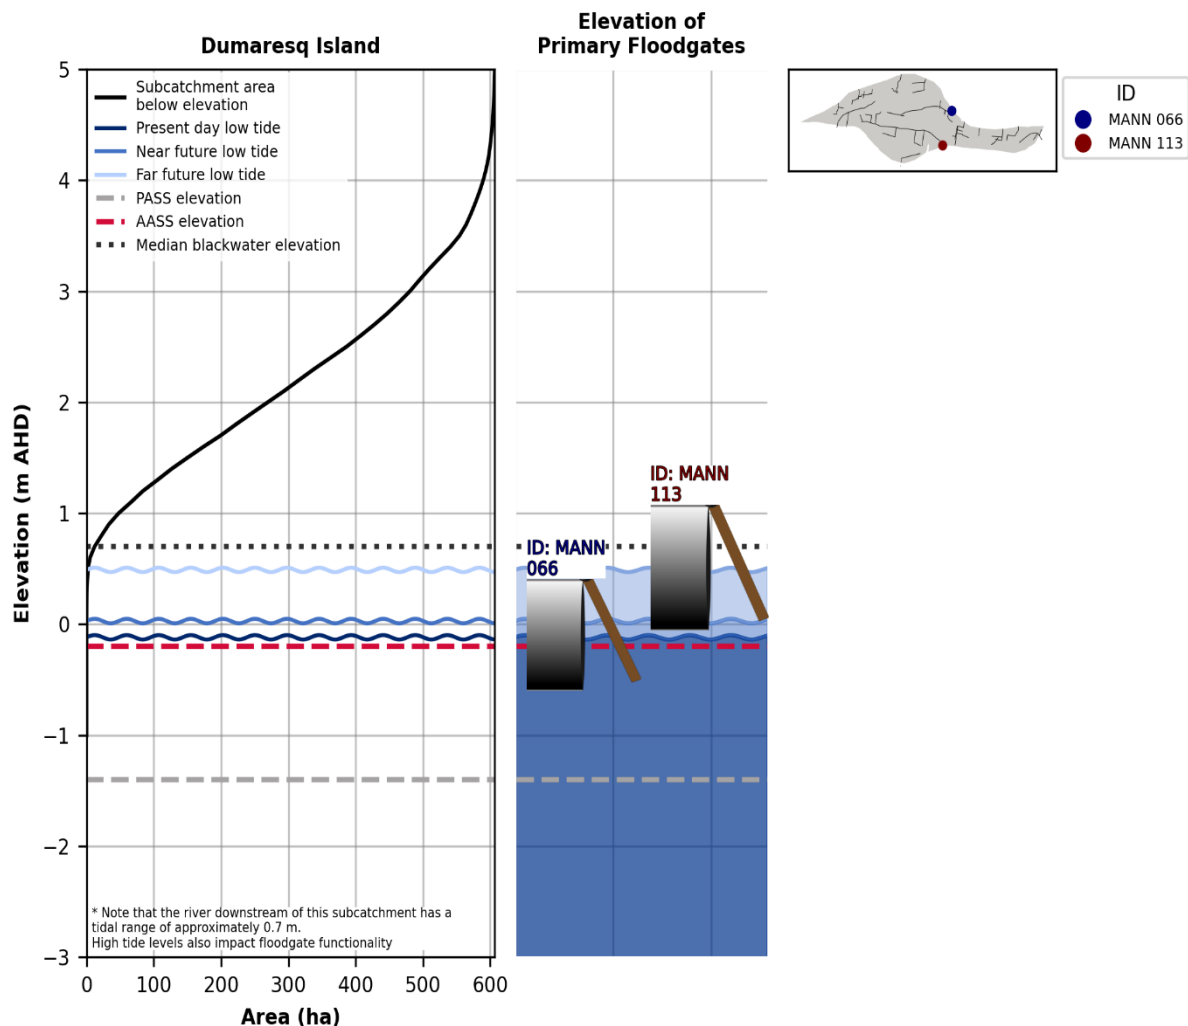 Dumaresq Island
Elevation of
Primary Floodgates
Elevation (m AHD)
5
4
3
2
1
0
−1
−2
−3
Subcatchment area
below elevation
Present day low tide
Near future low tide
Far future low tide
PASS elevation
AASS elevation
Median blackwater elevation
* Note that the river downstream of this subcatchment has a
tidal range of approximately 0.7 m.
High tide levels also impact floodgate functionality
0
100
200
300
400
500
600
Area (ha)
ID: MANN
066
ID: MANN
113
ID
MANN 066
MANN 113